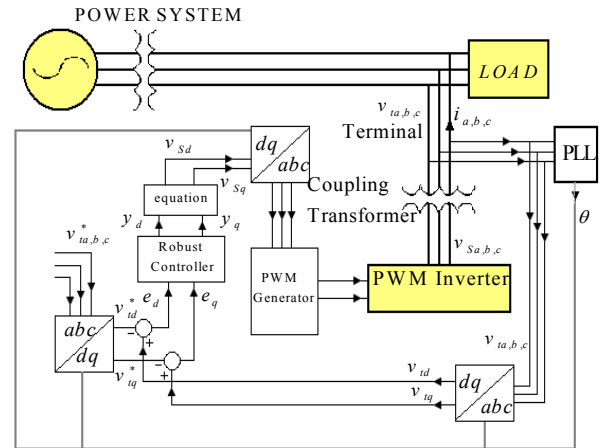 POWER SYSTEM
LOAD
v_{ta,b,c}
i_{a,b,c}
Terminal
PLL
v_{Sd}
dq
abc
v_{Sq}
Coupling
Transformer
θ
equation
y_d
y_q
v^*_{ta,b,c}
Robust
Controller
v_{Sa,b,c}
PWM
Generator
PWM Inverter
v^*_{td}
e_d
e_q
abc
dq
-
+
v^*_{tq}
-
+
v_{ta,b,c}
v_{td}
v_{tq}
dq
abc